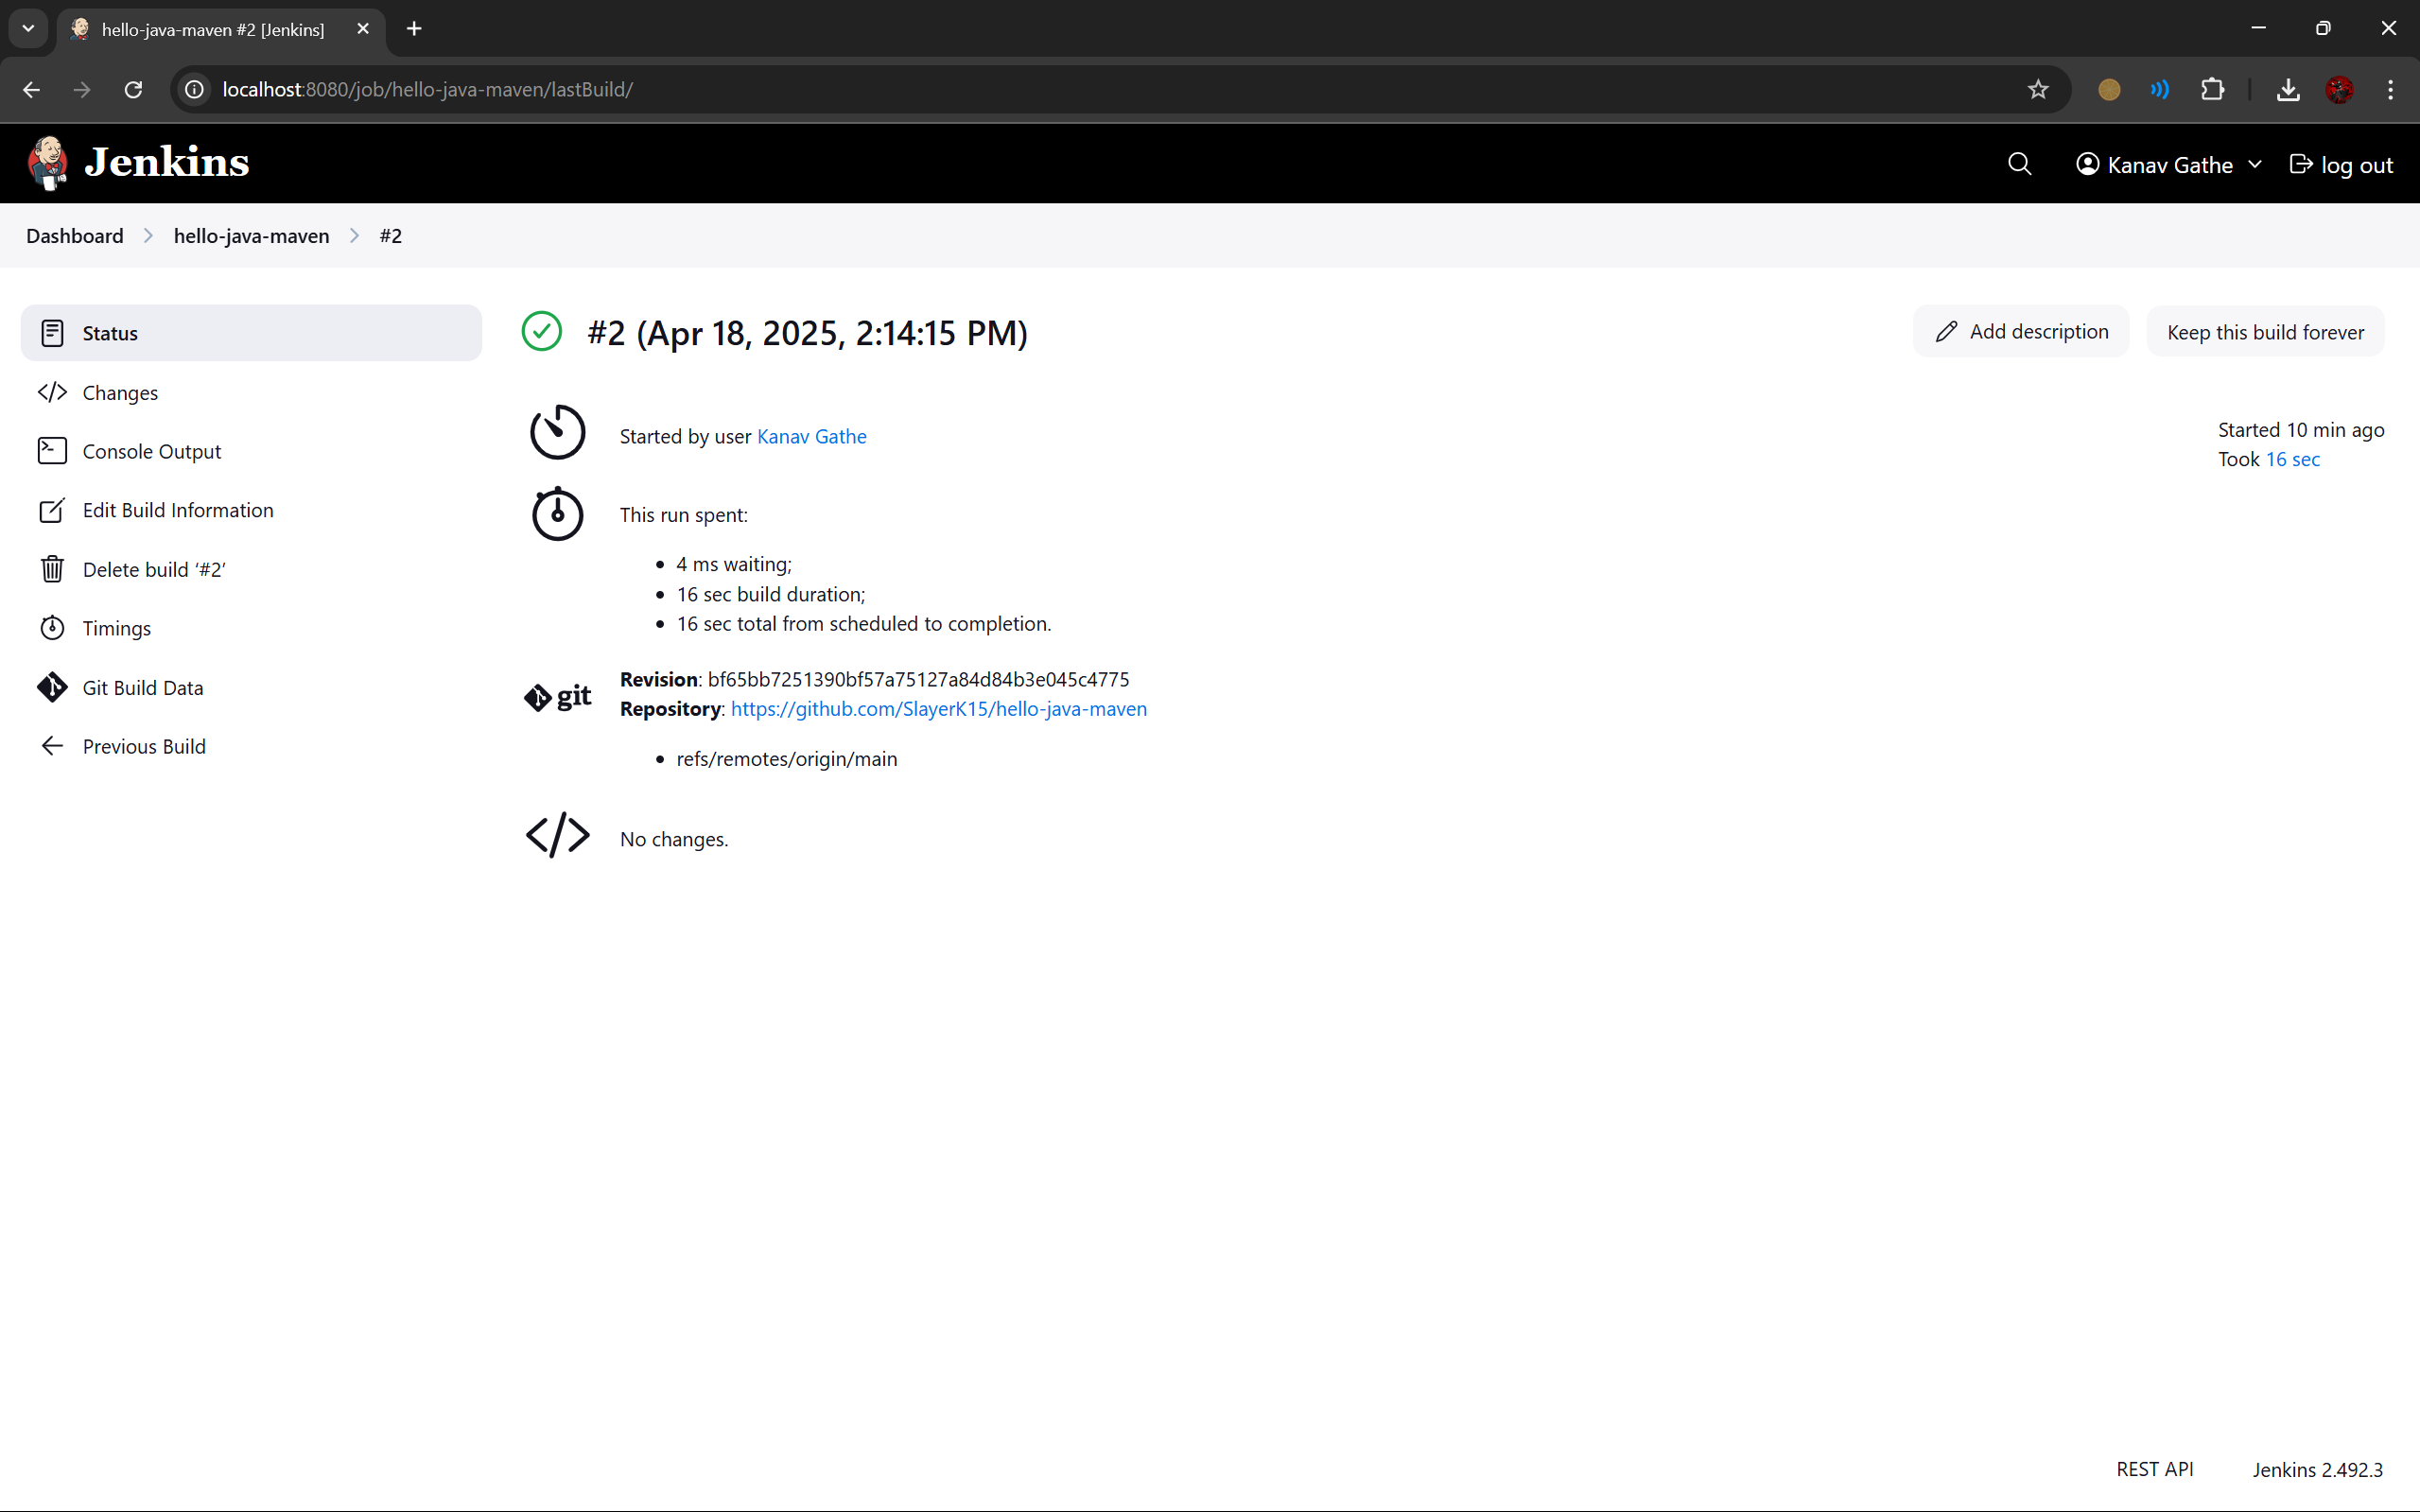 hello-java-maven #2 [Jenkins]
localhost:8080/job/hello-java-maven/lastBuild/
Jenkins
Kanav Gathe
log out
Dashboard
hello-java-maven
#2
Status
Changes
Console Output
Edit Build Information
Delete build ‘#2’
Timings
Git Build Data
Previous Build
#2 (Apr 18, 2025, 2:14:15 PM)
Add description
Keep this build forever
Started by user Kanav Gathe
Started 10 min ago
Took 16 sec
This run spent:
4 ms waiting;
16 sec build duration;
16 sec total from scheduled to completion.
git
Revision: bf65bb7251390bf57a75127a84d84b3e045c4775
Repository: https://github.com/SlayerK15/hello-java-maven
refs/remotes/origin/main
No changes.
REST API
Jenkins 2.492.3